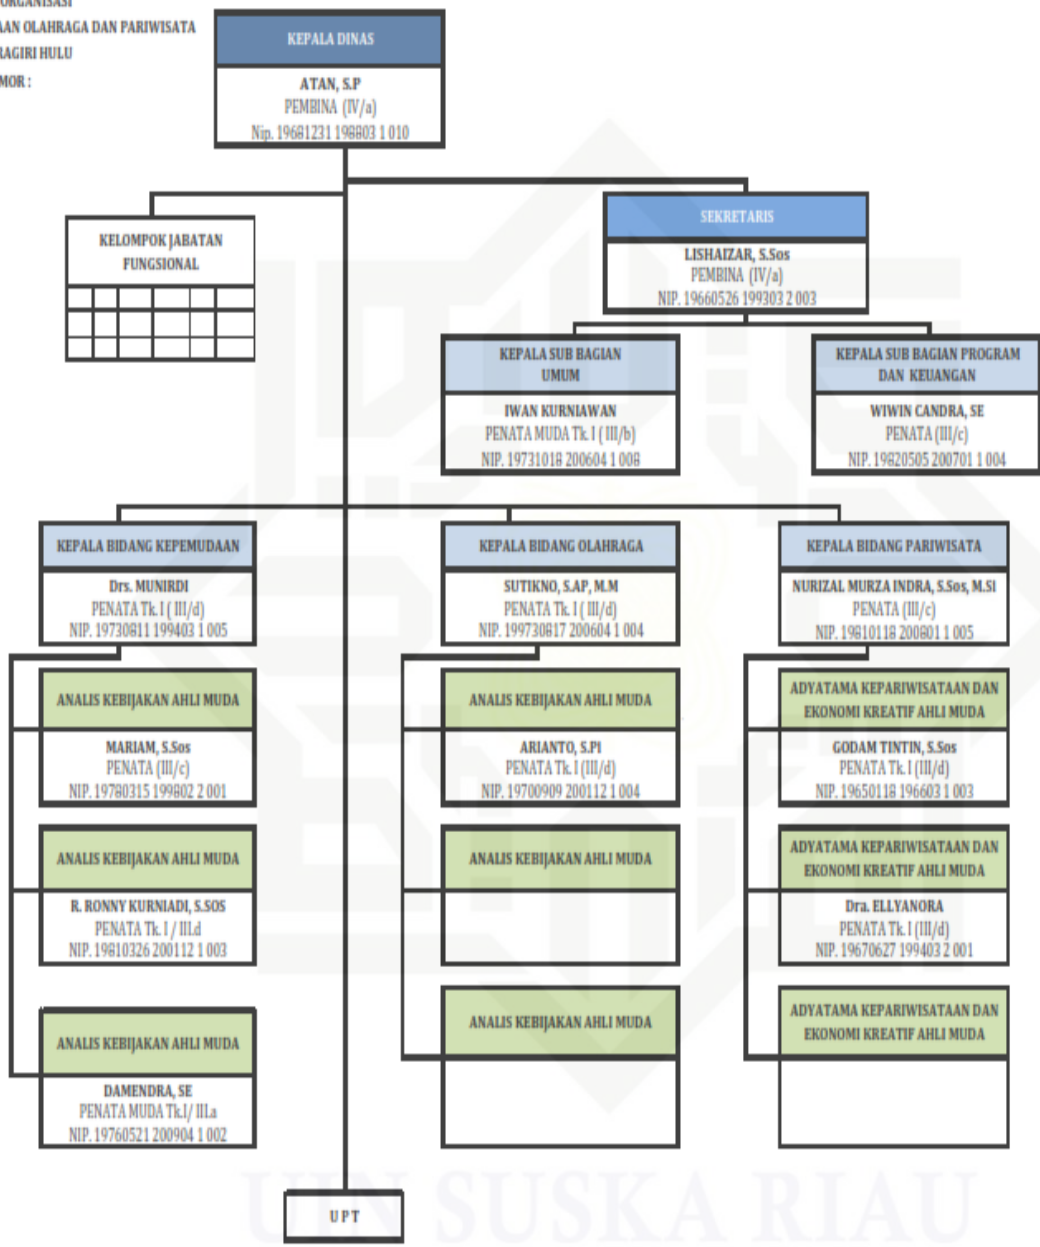 ORGANISASI
AAN OLAHRAGA DAN PARIWISATA
RAGIRI HULU
MOR :
KEPALA DINAS
ATAN, S.P
PEMBINA (IV/a)
Nip. 19681231 198803 1 010
KELOMPOK JABATAN
FUNGSIONAL
SEKRETARIS
LISHAIZAR, S.Sos
PEMBINA (IV/a)
NIP. 19660526 199303 2 003
KEPALA SUB BAGIAN
UMUM
IWAN KURNIAWAN
PENATA MUDA Tk. I ( III/b)
NIP. 19731018 200604 1 008
KEPALA SUB BAGIAN PROGRAM
DAN KEUANGAN
WIWIN CANDRA, SE
PENATA (III/c)
NIP. 19820505 200701 1 004
KEPALA BIDANG KEPEMUDAAN
Drs. MUNIRDI
PENATA Tk. I ( III/d)
NIP. 19730811 199403 1 005
ANALIS KEBIJAKAN AHLI MUDA
MARIAM, S.Sos
PENATA (III/c)
NIP. 19780315 199802 2 001
ANALIS KEBIJAKAN AHLI MUDA
R. RONNY KURNIADI, S.SOS
PENATA Tk. I / III.d
NIP. 19810326 200112 1 003
ANALIS KEBIJAKAN AHLI MUDA
DAMENDRA, SE
PENATA MUDA Tk.I/ III.a
NIP. 19760521 200904 1 002
KEPALA BIDANG OLAHRAGA
SUTIKNO, S.AP, M.M
PENATA Tk. I ( III/d)
NIP. 199730817 200604 1 004
ANALIS KEBIJAKAN AHLI MUDA
ARIANTO, S.Pi
PENATA Tk. I (III/d)
NIP. 19700909 200112 1 004
ANALIS KEBIJAKAN AHLI MUDA
ANALIS KEBIJAKAN AHLI MUDA
KEPALA BIDANG PARIWISATA
NURIZAL MURZA INDRA, S.Sos, M.Si
PENATA (III/c)
NIP. 19810118 200801 1 005
ADYATAMA KEPARIWISATAAN DAN
EKONOMI KREATIF AHLI MUDA
GODAM TINTIN, S.Sos
PENATA Tk. I (III/d)
NIP. 19650118 196603 1 003
ADYATAMA KEPARIWISATAAN DAN
EKONOMI KREATIF AHLI MUDA
Dra. ELLYANORA
PENATA Tk. I (III/d)
NIP. 19670627 199403 2 001
ADYATAMA KEPARIWISATAAN DAN
EKONOMI KREATIF AHLI MUDA
U P T
UIN SUSKA RIAU